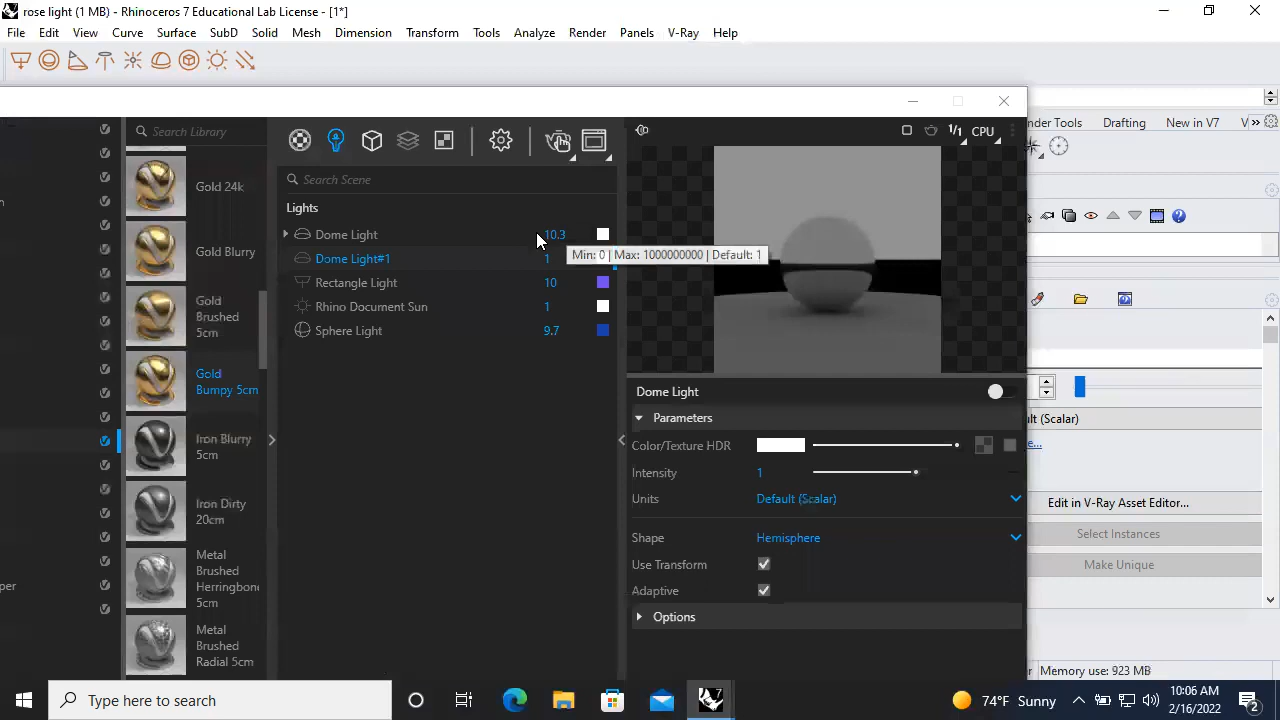 rose light (1 MB) - Rhinoceros 7 Educational Lab License - [1*]
File Edit View Curve Surface SubD Solid Mesh Dimension Transform Tools Analyze Render Panels V-Ray Help
Search Library
Gold 24k
Gold Blurry
Gold
Brushed
5cm
Gold
Bumpy 5cm
Iron Blurry
5cm
Iron Dirty
20cm
Metal
Brushed
Herringbone
5cm
Metal
Brushed
Radial 5cm
Search Scene
Lights
Dome Light 10.3
Dome Light#1 1
Rectangle Light 10
Rhino Document Sun 1
Sphere Light 9.7
Min: 0 | Max: 1000000000 | Default: 1
1/1 CPU
Dome Light
Parameters
Color/Texture HDR
Intensity 1
Units Default (Scalar)
Shape Hemisphere
Use Transform
Adaptive
Options
nder Tools Drafting New in V7 V »
ult (Scalar)
e...
Edit in V-Ray Asset Editor...
Select Instances
Make Unique
er Memory use: 923 MB
Type here to search
74°F Sunny
10:06 AM
2/16/2022
2